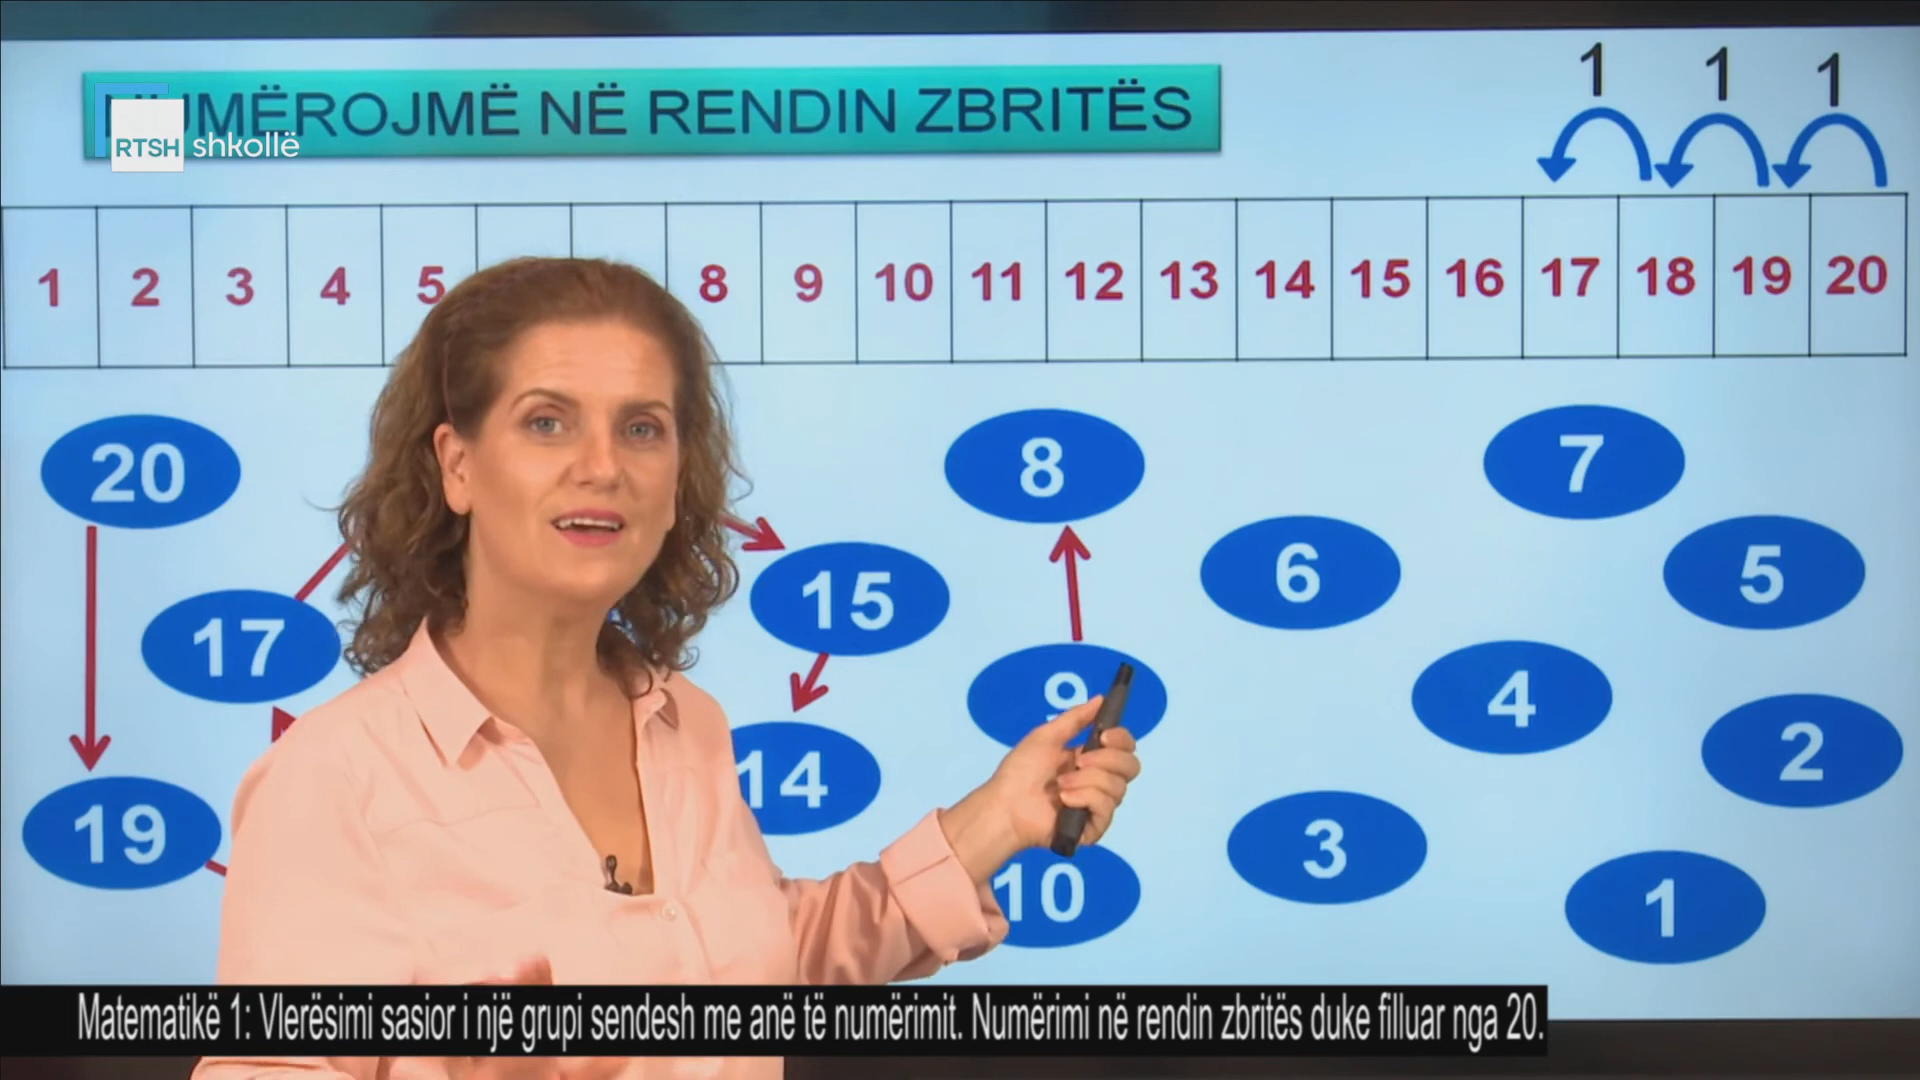 NUMËROJMË NË RENDIN ZBRITËS
RTSH shkollë
1 1 1
1 2 3 4 5 8 9 10 11 12 13 14 15 16 17 18 19 20
20 8 7
15 6 5
17 9 4 2
19 14 10 3 1
Matematikë 1: Vlerësimi sasior i një grupi sendesh me anë të numërimit. Numërimi në rendin zbritës duke filluar nga 20.